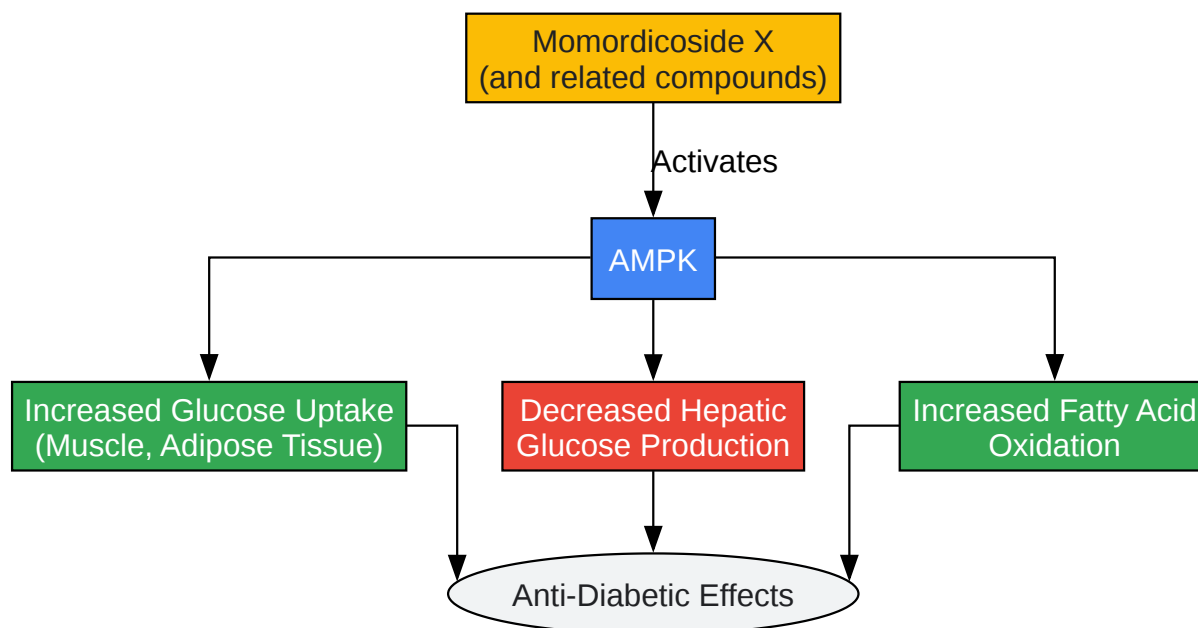 Momordicoside X
(and related compounds)
Activates
AMPK
Increased Glucose Uptake
(Muscle, Adipose Tissue)
Decreased Hepatic
Glucose Production
Increased Fatty Acid
Oxidation
Anti-Diabetic Effects